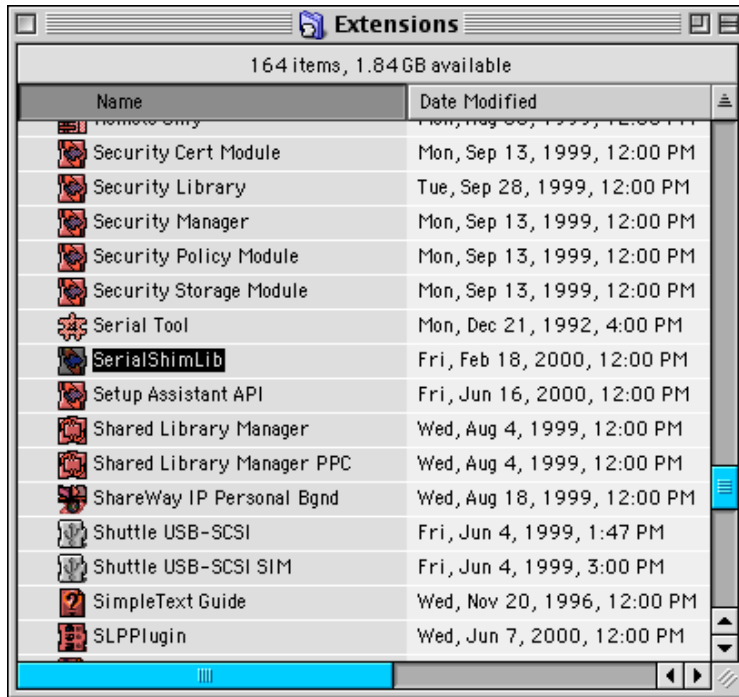 Extensions
164 items, 1.84 GB available
Name Date Modified
Security Cert Module Mon, Sep 13, 1999, 12:00 PM
Security Library Tue, Sep 28, 1999, 12:00 PM
Security Manager Mon, Sep 13, 1999, 12:00 PM
Security Policy Module Mon, Sep 13, 1999, 12:00 PM
Security Storage Module Mon, Sep 13, 1999, 12:00 PM
Serial Tool Mon, Dec 21, 1992, 4:00 PM
SerialShimLib Fri, Feb 18, 2000, 12:00 PM
Setup Assistant API Fri, Jun 16, 2000, 12:00 PM
Shared Library Manager Wed, Aug 4, 1999, 12:00 PM
Shared Library Manager PPC Wed, Aug 4, 1999, 12:00 PM
ShareWay IP Personal Bgnd Wed, Aug 18, 1999, 12:00 PM
Shuttle USB-SCSI Fri, Jun 4, 1999, 1:47 PM
Shuttle USB-SCSI SIM Fri, Jun 4, 1999, 3:00 PM
SimpleText Guide Wed, Nov 20, 1996, 12:00 PM
SLPPlugin Wed, Jun 7, 2000, 12:00 PM